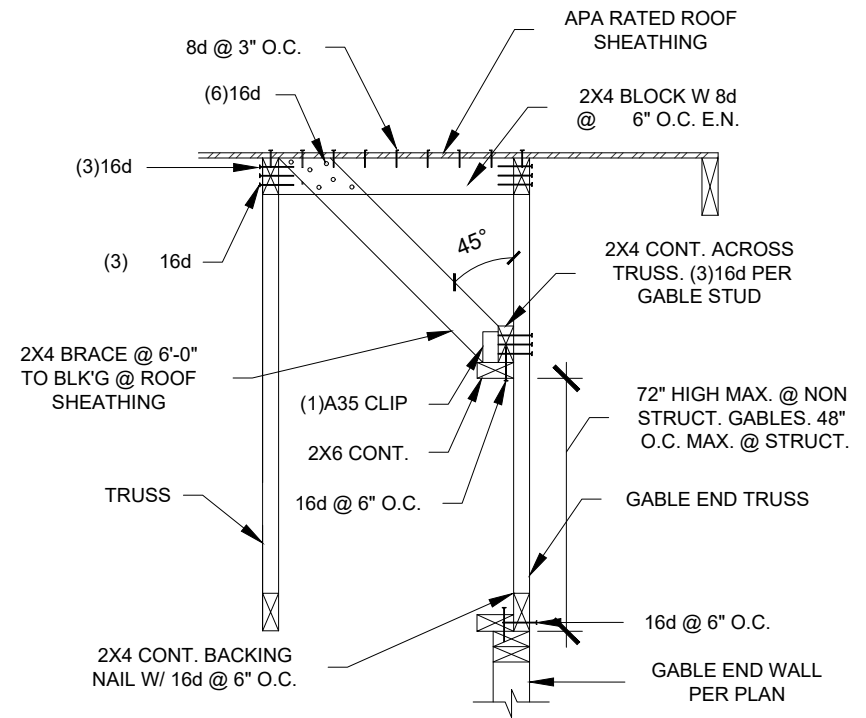 APA RATED ROOF
SHEATHING
8d @ 3" O.C.
(6)16d
2X4 BLOCK W 8d
@ 6" O.C. E.N.
(3)16d
(3) 16d
45°
2X4 CONT. ACROSS
TRUSS. (3)16d PER
GABLE STUD
2X4 BRACE @ 6'-0"
TO BLK'G @ ROOF
SHEATHING
(1)A35 CLIP
72" HIGH MAX. @ NON
STRUCT. GABLES. 48"
O.C. MAX. @ STRUCT.
2X6 CONT.
16d @ 6" O.C.
TRUSS
GABLE END TRUSS
16d @ 6" O.C.
2X4 CONT. BACKING
NAIL W/ 16d @ 6" O.C.
GABLE END WALL
PER PLAN